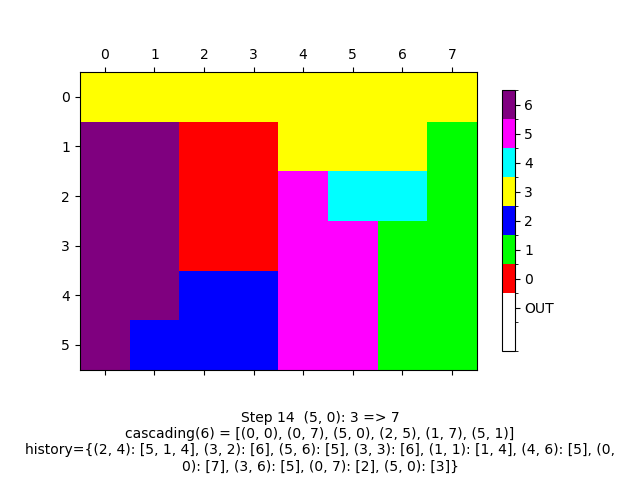 0 1 2 3 4 5 6 7
0
1
2
3
4
5
6
5
4
3
2
1
0
OUT
Step 14  (5, 0): 3 => 7
cascading(6) = [(0, 0), (0, 7), (5, 0), (2, 5), (1, 7), (5, 1)]
history={(2, 4): [5, 1, 4], (3, 2): [6], (5, 6): [5], (3, 3): [6], (1, 1): [1, 4], (4, 6): [5], (0,
0): [7], (3, 6): [5], (0, 7): [2], (5, 0): [3]}